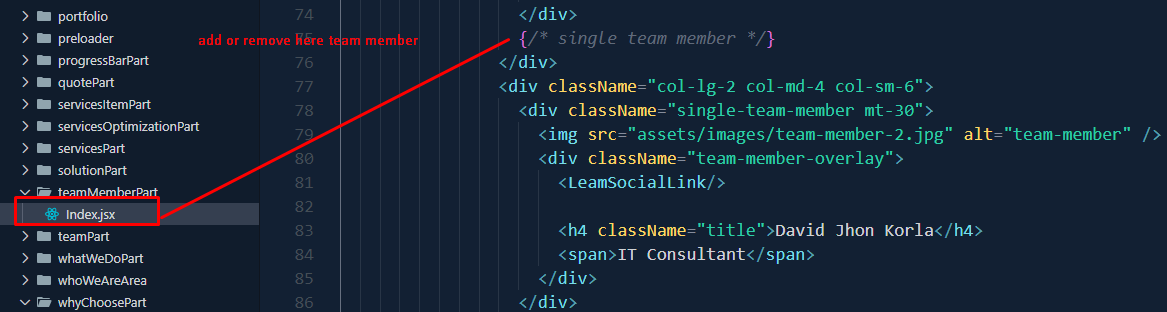 portfolio
preloader
progressBarPart
quotePart
servicesItemPart
servicesOptimizationPart
servicesPart
solutionPart
teamMemberPart
Index.jsx
teamPart
whatWeDoPart
whoWeAreArea
whyChoosePart
add or remove here team member
74 </div>
75 {/* single team member */}
76 </div>
77 <div className="col-lg-2 col-md-4 col-sm-6">
78 <div className="single-team-member mt-30">
79 <img src="assets/images/team-member-2.jpg" alt="team-member" />
80 <div className="team-member-overlay">
81 <LeamSocialLink/>
82
83 <h4 className="title">David Jhon Korla</h4>
84 <span>IT Consultant</span>
85 </div>
86 </div>